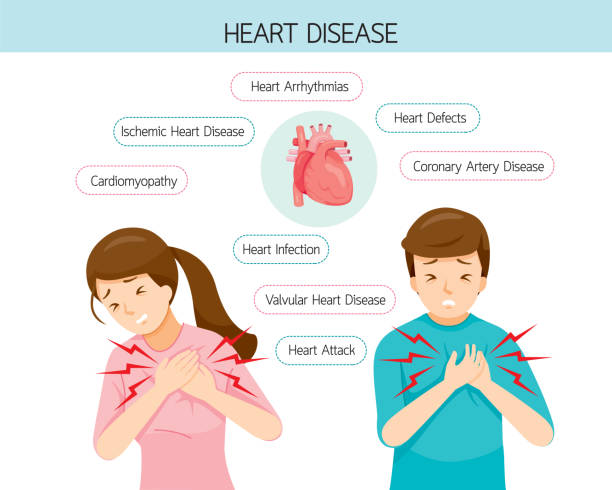 HEART DISEASE
Heart Arrhythmias
Heart Defects
Ischemic Heart Disease
Coronary Artery Disease
Cardiomyopathy
Heart Infection
Valvular Heart Disease
Heart Attack